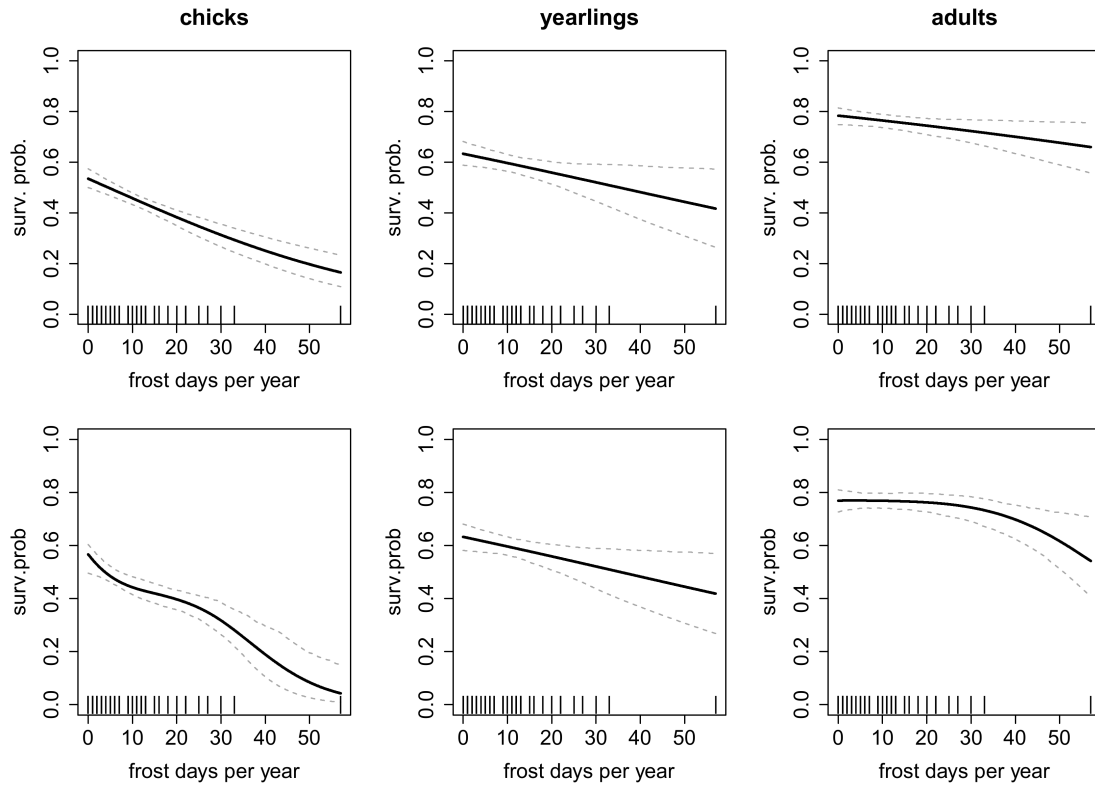 chicks yearlings adults
surv. prob. surv. prob. surv. prob.
1.0 1.0 1.0
0.8 0.8 0.8
0.6 0.6 0.6
0.4 0.4 0.4
0.2 0.2 0.2
0.0 0.0 0.0
0 10 20 30 40 50 0 10 20 30 40 50 0 10 20 30 40 50
frost days per year frost days per year frost days per year
surv.prob surv.prob surv.prob
1.0 1.0 1.0
0.8 0.8 0.8
0.6 0.6 0.6
0.4 0.4 0.4
0.2 0.2 0.2
0.0 0.0 0.0
0 10 20 30 40 50 0 10 20 30 40 50 0 10 20 30 40 50
frost days per year frost days per year frost days per year